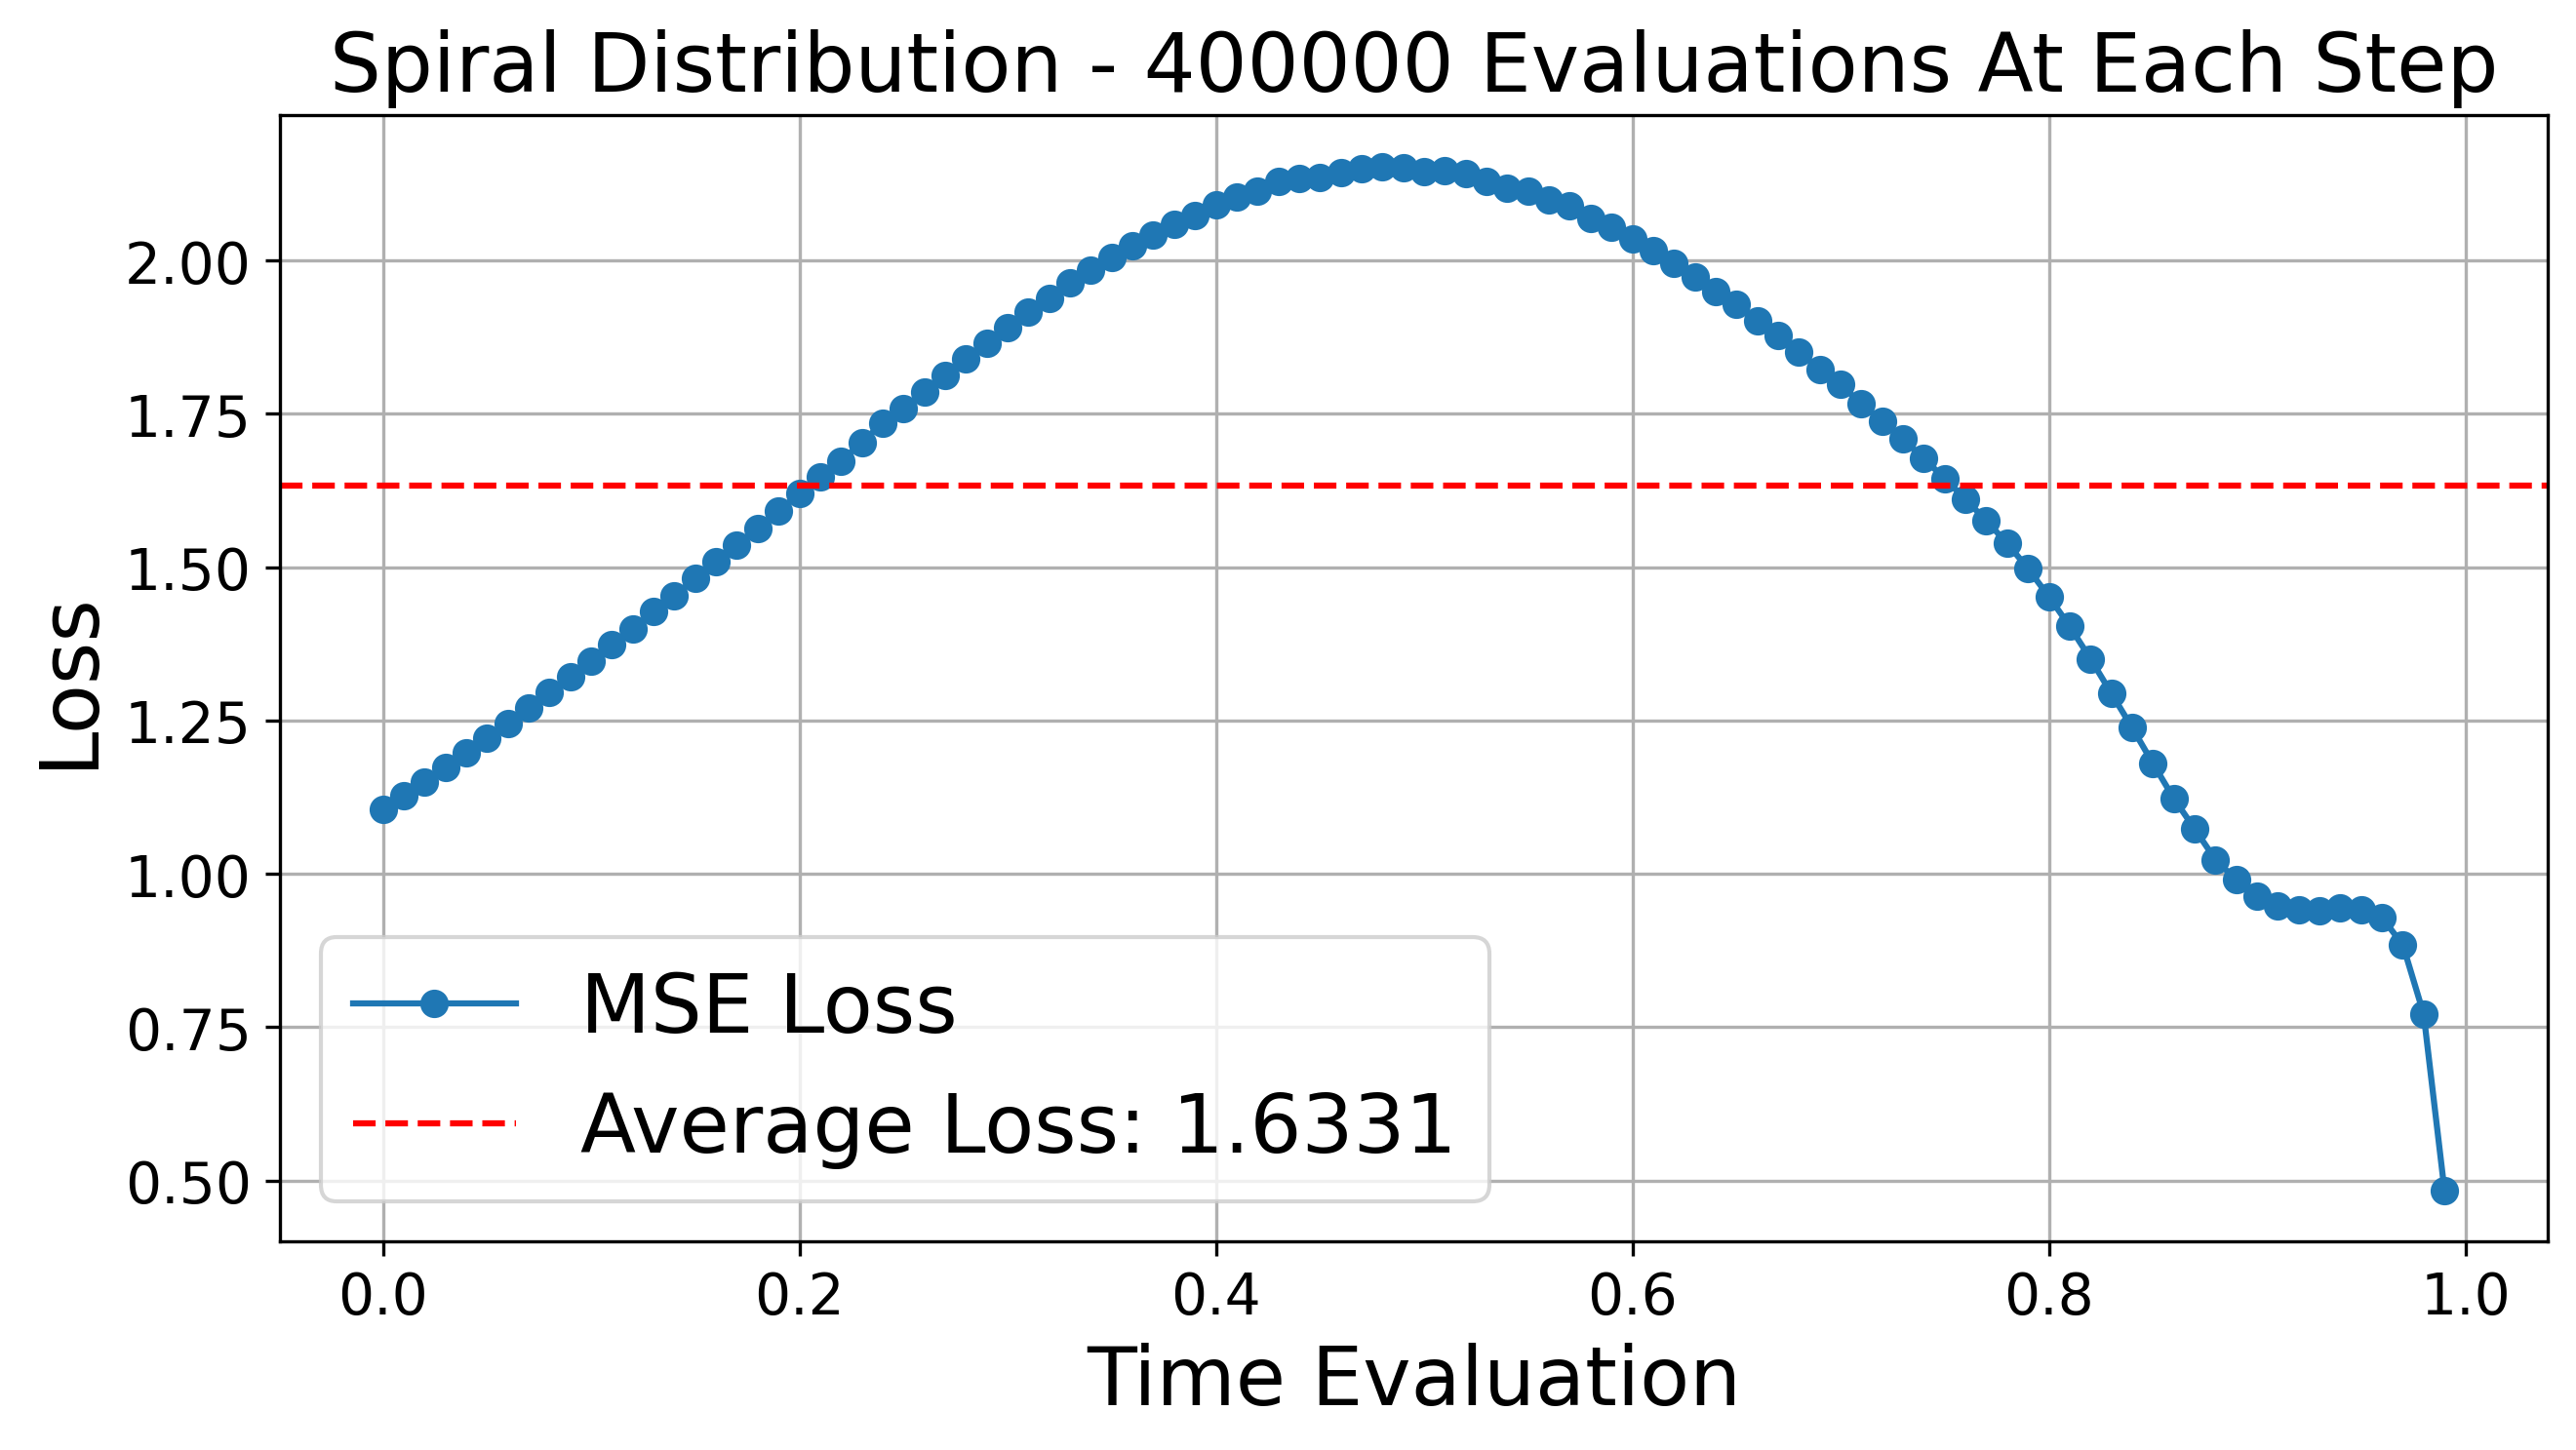 Spiral Distribution - 400000 Evaluations At Each Step
Loss
2.00
1.75
1.50
1.25
1.00
0.75
0.50
MSE Loss
Average Loss: 1.6331
0.0 0.2 0.4 0.6 0.8 1.0
Time Evaluation